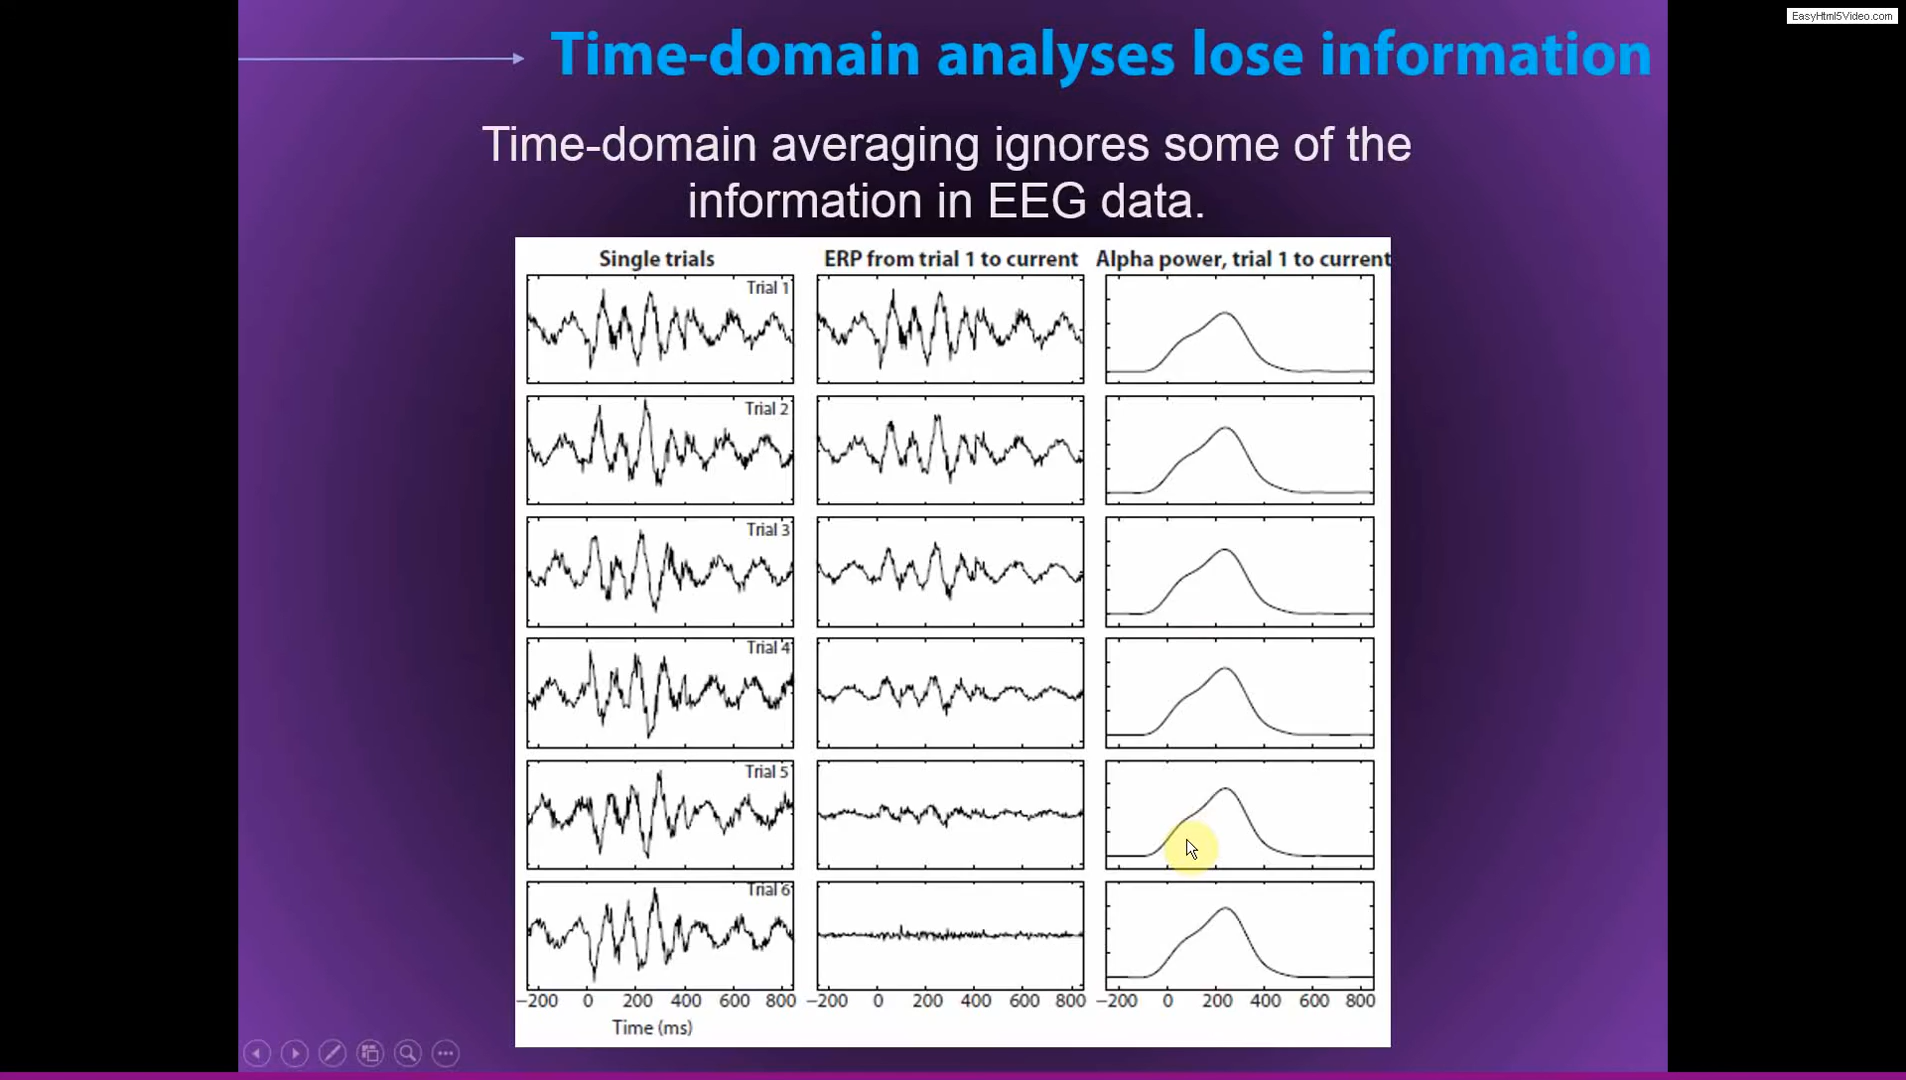 EasyHtml5Video.com
Time-domain analyses lose information
Time-domain averaging ignores some of the
information in EEG data.
Single trials
ERP from trial 1 to current
Alpha power, trial 1 to current
Trial 1
Trial 2
Trial 3
Trial 4
Trial 5
Trial 6
−200 0 200 400 600 800
−200 0 200 400 600 800
−200 0 200 400 600 800
Time (ms)